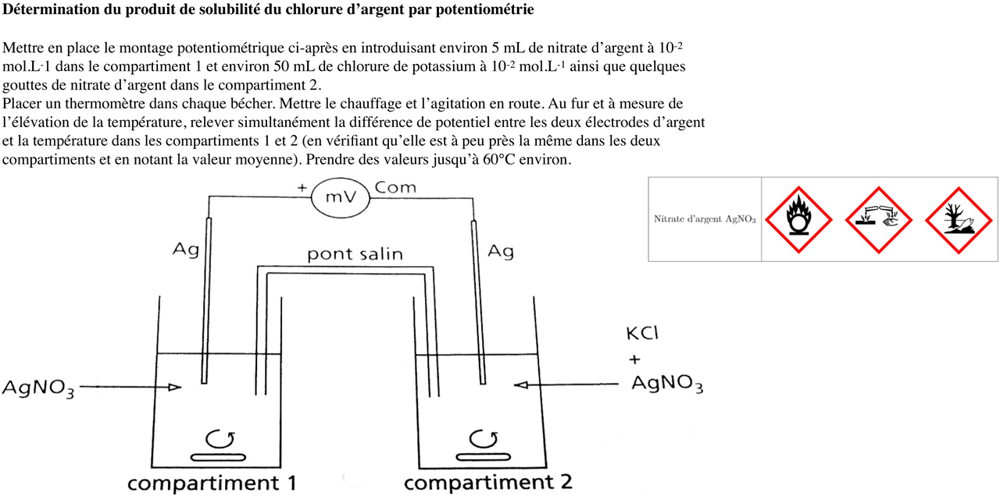 Détermination du produit de solubilité du chlorure d’argent par potentiométrie
Mettre en place le montage potentiométrique ci-après en introduisant environ 5 mL de nitrate d’argent à 10-2
mol.L-1 dans le compartiment 1 et environ 50 mL de chlorure de potassium à 10-2 mol.L-1 ainsi que quelques
gouttes de nitrate d’argent dans le compartiment 2.
Placer un thermomètre dans chaque bécher. Mettre le chauffage et l’agitation en route. Au fur et à mesure de
l’élévation de la température, relever simultanément la différence de potentiel entre les deux électrodes d’argent
et la température dans les compartiments 1 et 2 (en vérifiant qu’elle est à peu près la même dans les deux
compartiments et en notant la valeur moyenne). Prendre des valeurs jusqu’à 60°C environ.
+ mV Com
Nitrate d’argent AgNO3
Ag pont salin Ag
KCl
+
AgNO3
AgNO3
compartiment 1 compartiment 2